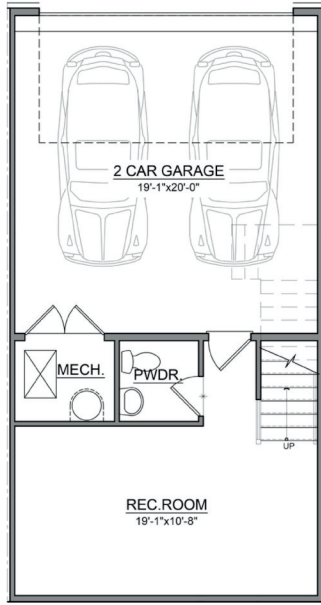 2 CAR GARAGE
19'-1"x20'-0"
MECH.
PWDR.
UP
REC.ROOM
19'-1"x10'-8"